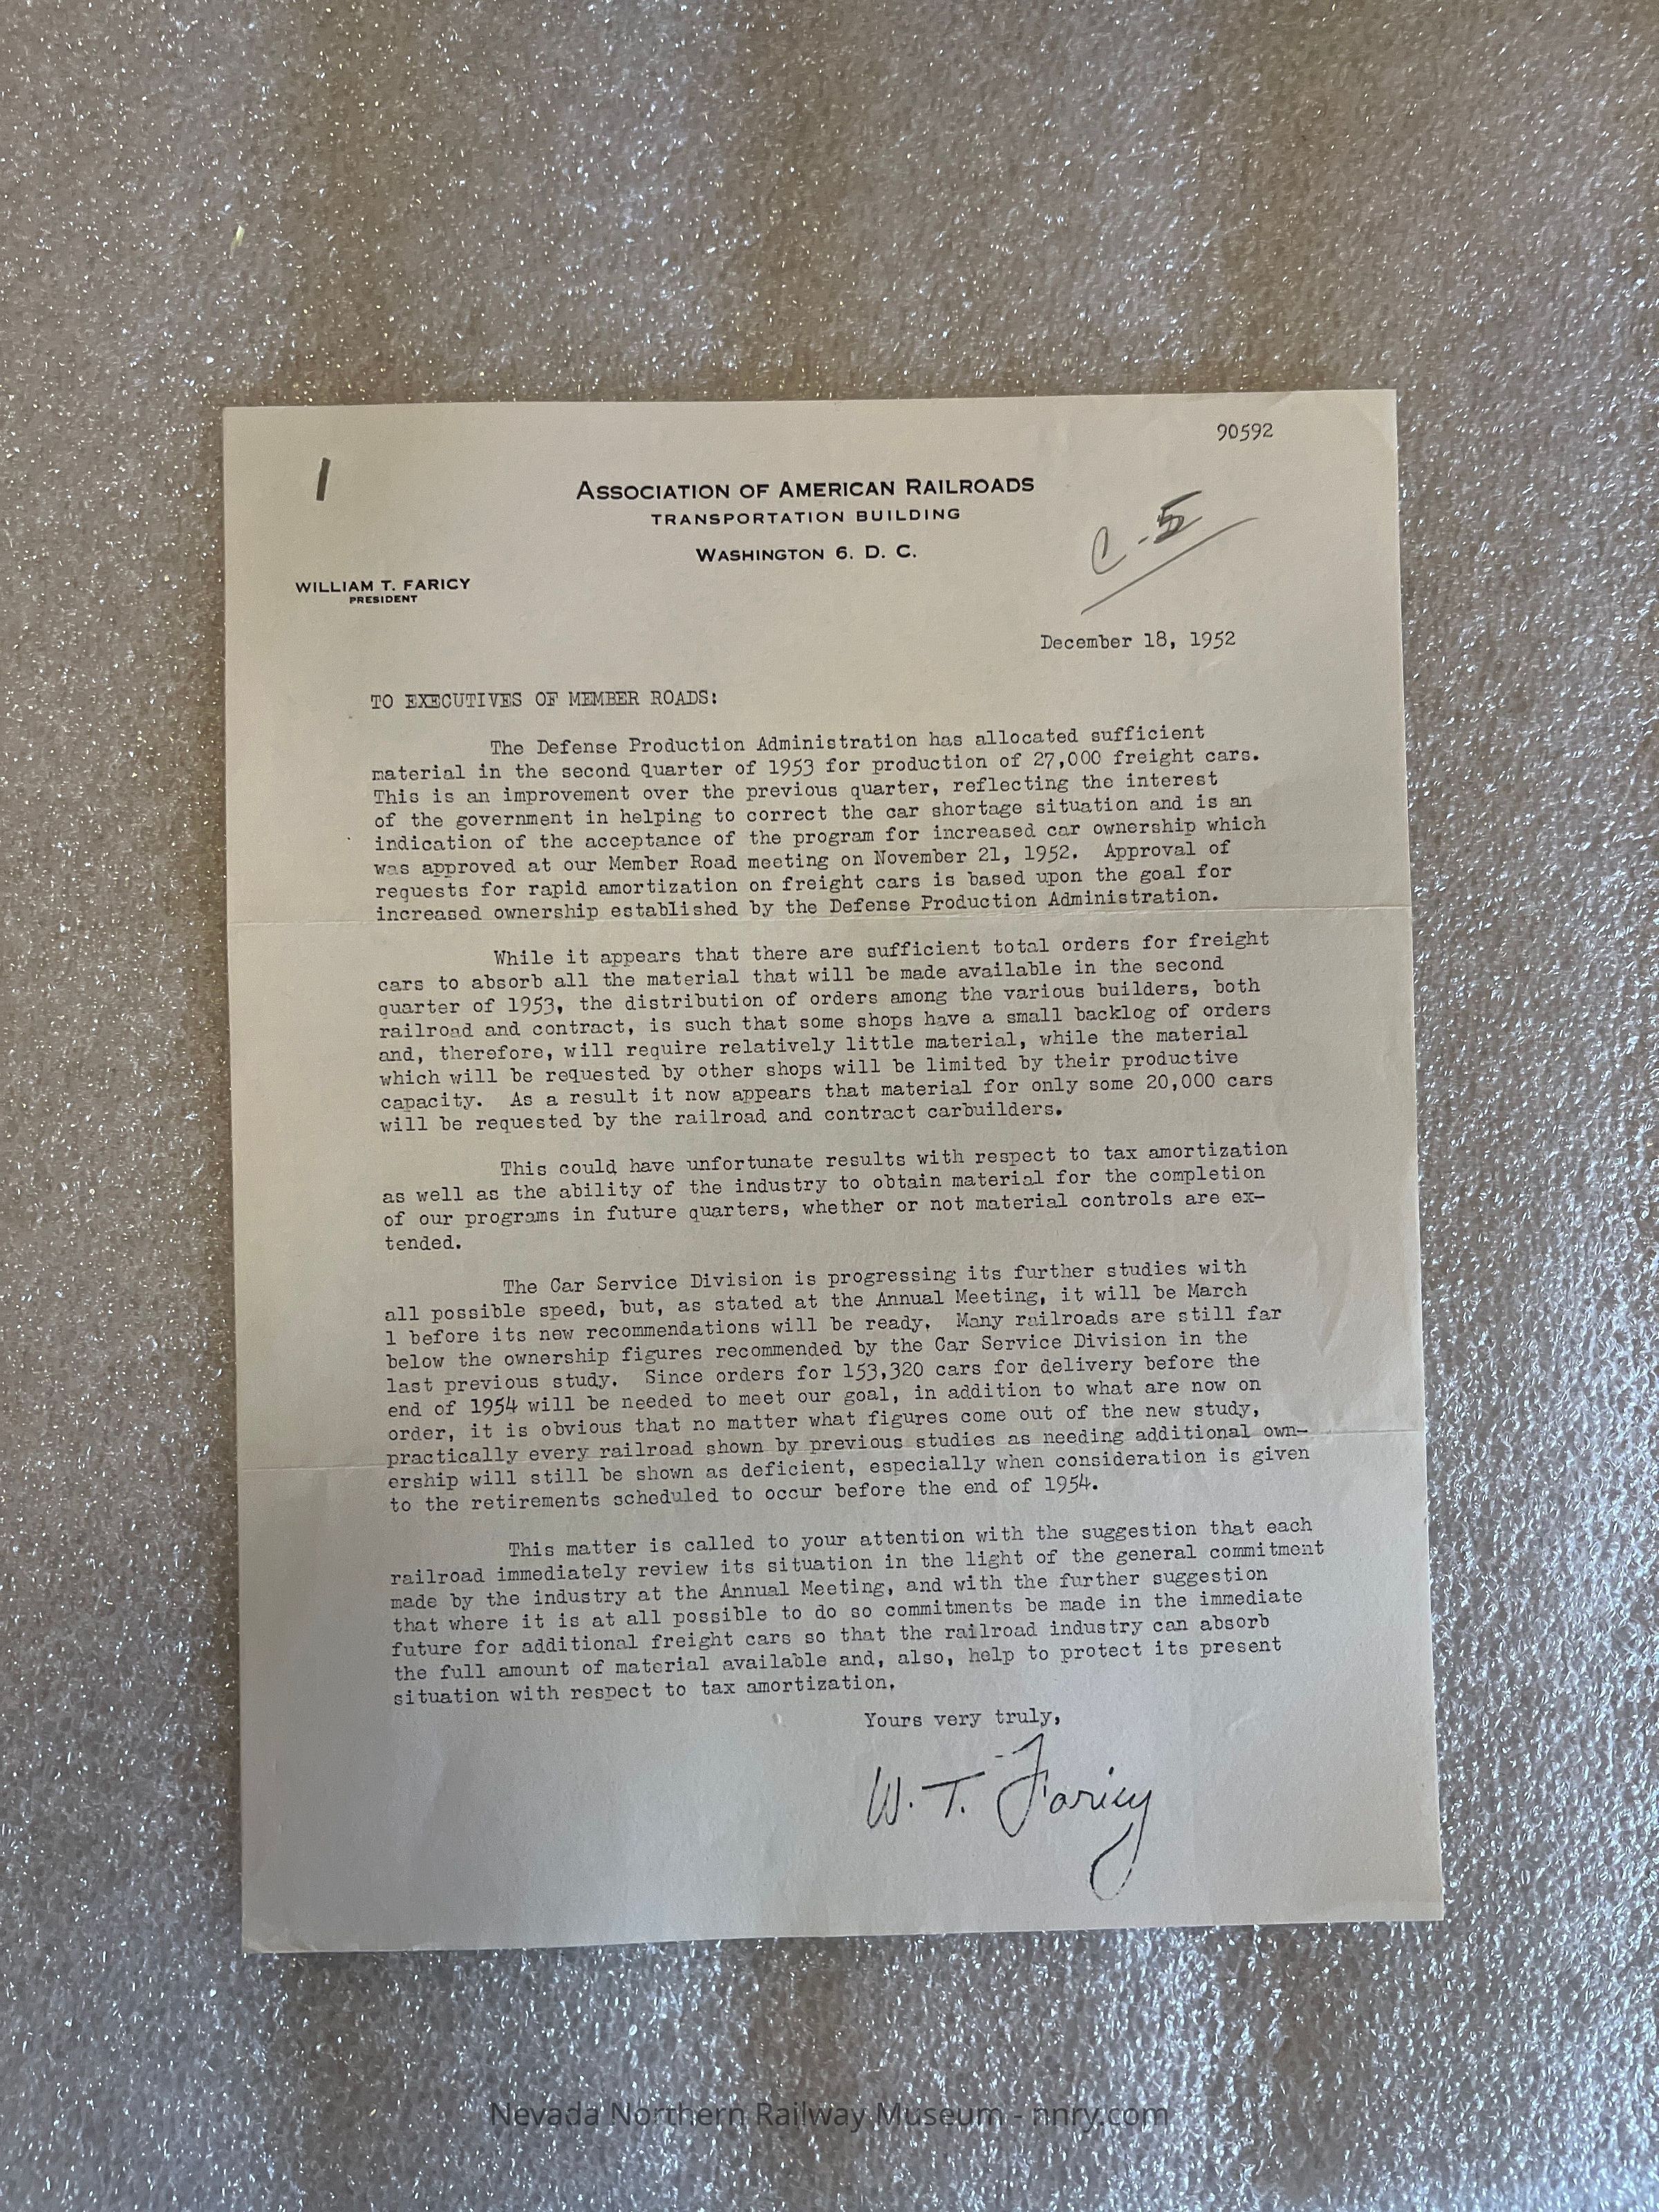 90592
ASSOCIATION OF AMERICAN RAILROADS
TRANSPORTATION BUILDING
WASHINGTON 6. D. C.
C-5
WILLIAM T. FARICY
PRESIDENT
December 18, 1952
TO EXECUTIVES OF MEMBER ROADS:
The Defense Production Administration has allocated sufficient
material in the second quarter of 1953 for production of 27,000 freight cars.
This is an improvement over the previous quarter, reflecting the interest
of the government in helping to correct the car shortage situation and is an
indication of the acceptance of the program for increased car ownership which
was approved at our Member Road meeting on November 21, 1952. Approval of
requests for rapid amortization on freight cars is based upon the goal for
increased ownership established by the Defense Production Administration.
While it appears that there are sufficient total orders for freight
cars to absorb all the material that will be made available in the second
quarter of 1953, the distribution of orders among the various builders, both
railroad and contract, is such that some shops have a small backlog of orders
and, therefore, will require relatively little material, while the material
which will be requested by other shops will be limited by their productive
capacity. As a result it now appears that material for only some 20,000 cars
will be requested by the railroad and contract carbuilders.
This could have unfortunate results with respect to tax amortization
as well as the ability of the industry to obtain material for the completion
of our programs in future quarters, whether or not material controls are ex-
tended.
The Car Service Division is progressing its further studies with
all possible speed, but, as stated at the Annual Meeting, it will be March
1 before its new recommendations will be ready. Many railroads are still far
below the ownership figures recommended by the Car Service Division in the
last previous study. Since orders for 153,320 cars for delivery before the
end of 1954 will be needed to meet our goal, in addition to what are now on
order, it is obvious that no matter what figures come out of the new study,
practically every railroad shown by previous studies as needing additional own-
ership will still be shown as deficient, especially when consideration is given
to the retirements scheduled to occur before the end of 1954.
This matter is called to your attention with the suggestion that each
railroad immediately review its situation in the light of the general commitment
made by the industry at the Annual Meeting, and with the further suggestion
that where it is at all possible to do so commitments be made in the immediate
future for additional freight cars so that the railroad industry can absorb
the full amount of material available and, also, help to protect its present
situation with respect to tax amortization.
Yours very truly,
W. T. Faricy
Nevada Northern Railway Museum - nnry.com